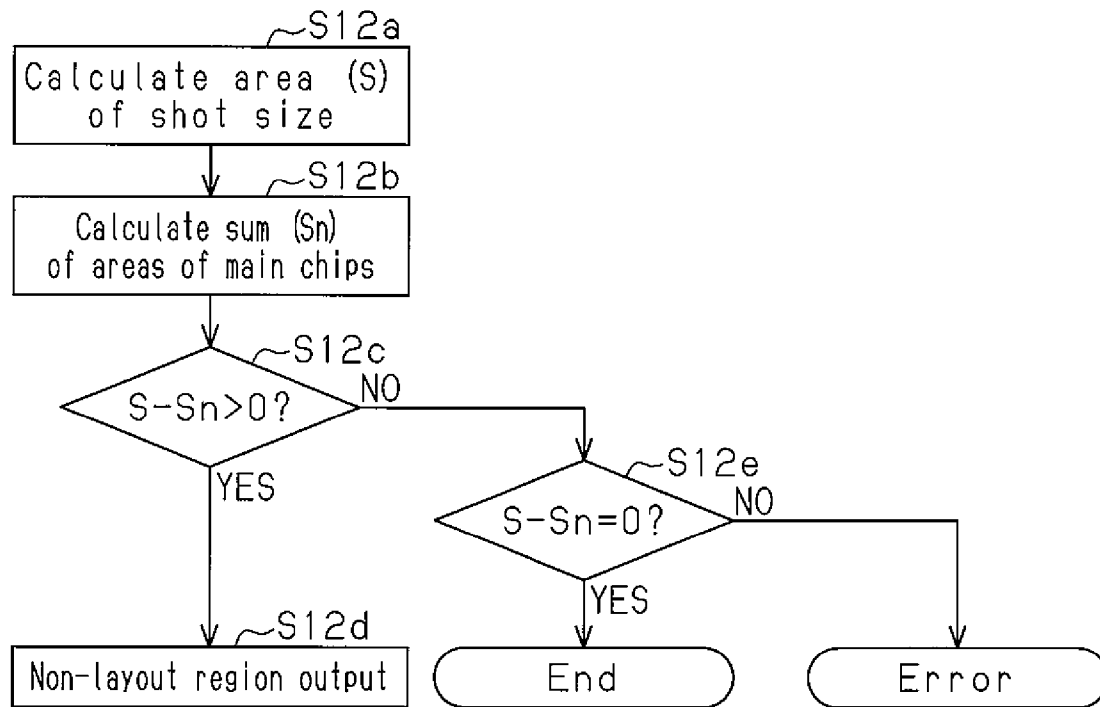 S12a
Calculate area (S)
of shot size
S12b
Calculate sum (Sn)
of areas of main chips
S12c
S-Sn>0?
NO
YES
S12e
S-Sn=0?
NO
YES
S12d
Non-layout region output
End
Error